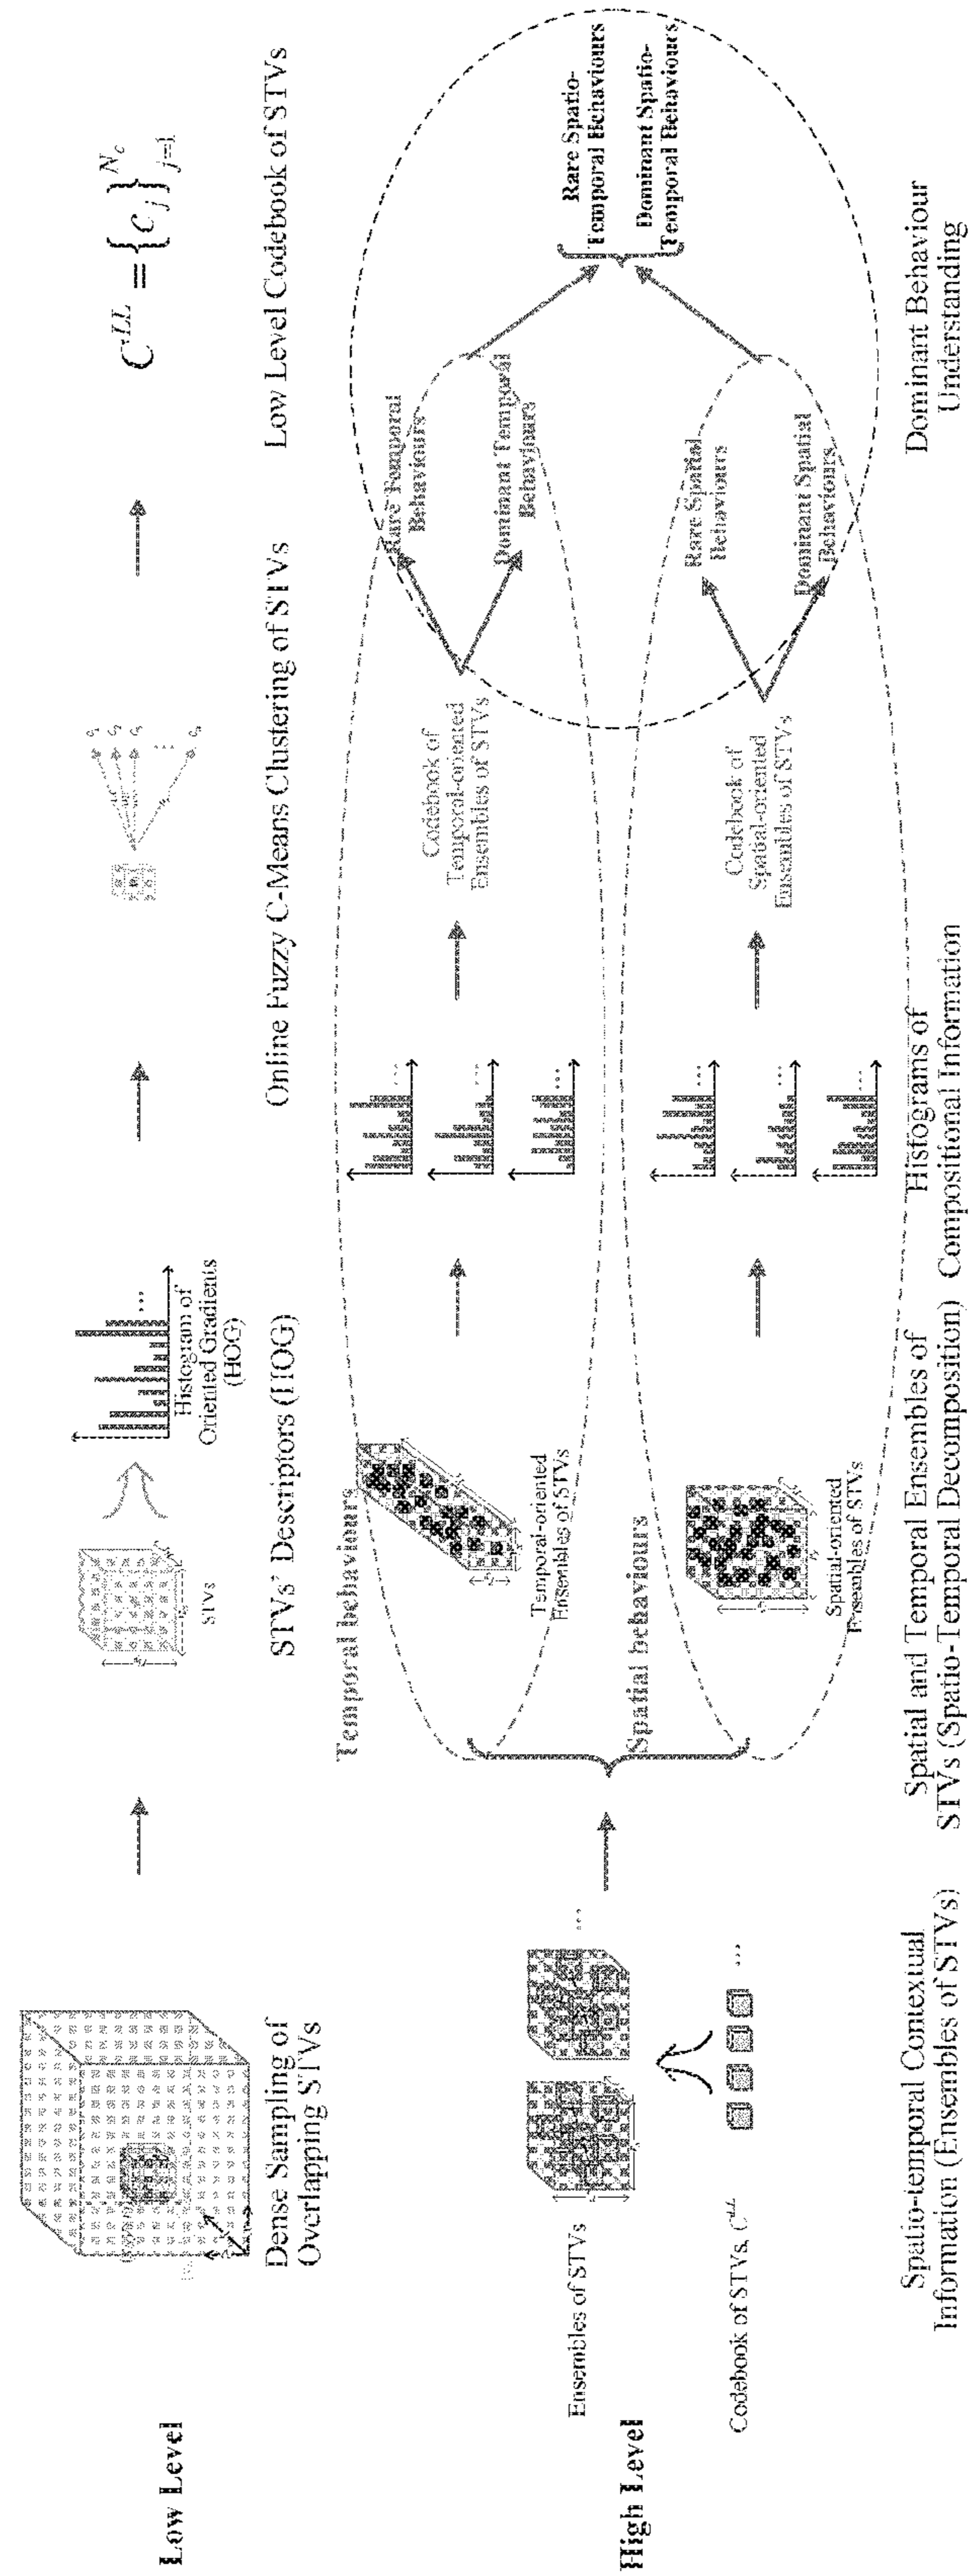 Low Level
Dense Sampling of
Overlapping STVs
STVs
Histogram of
Oriented Gradients
(HOG)
STVs' Descriptors (HOG)
Online Fuzzy C-Means Clustering of STVs
C^{LL} = {c_j}_{j=1}^{N_c}
Low Level Codebook of STVs
High Level
Ensembles of STVs
...
Codebook of STVs, C^{LL}
...
Spatio-temporal Contextual
Information (Ensembles of STVs)
Temporal behaviours
Temporal-oriented
Ensembles of STVs
Spatial behaviours
Spatial-oriented
Ensembles of STVs
Spatial and Temporal Ensembles of
STVs (Spatio-Temporal Decomposition)
Histograms of
Compositional Information
Codebook of
Temporal-oriented
Ensembles of STVs
Codebook of
Spatial-oriented
Ensembles of STVs
Rare Temporal
Behaviours
Dominant Temporal
Behaviours
Rare Spatial
Behaviours
Dominant Spatial
Behaviours
Rare Spatio-
Temporal Behaviours
Dominant Spatio-
Temporal Behaviours
Dominant Behaviour
Understanding